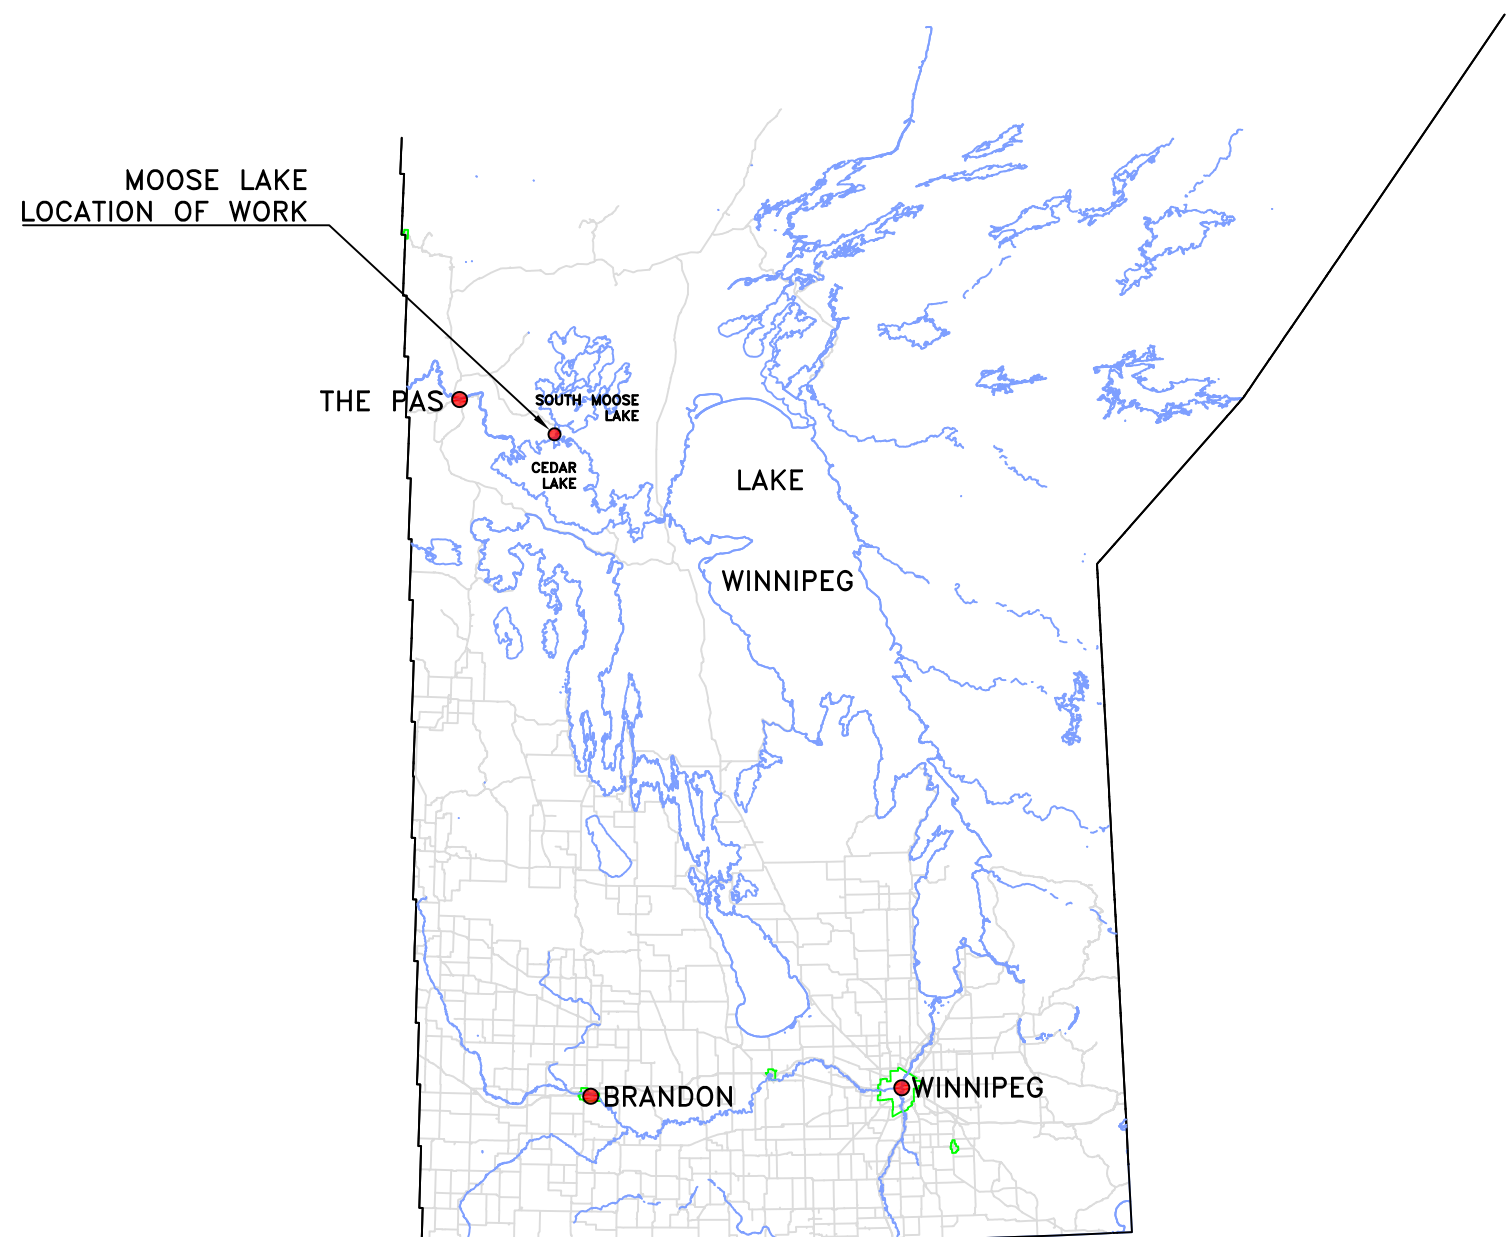 MOOSE LAKE
LOCATION OF WORK
THE PAS
SOUTH MOOSE
LAKE
CEDAR
LAKE
LAKE
WINNIPEG
BRANDON
WINNIPEG